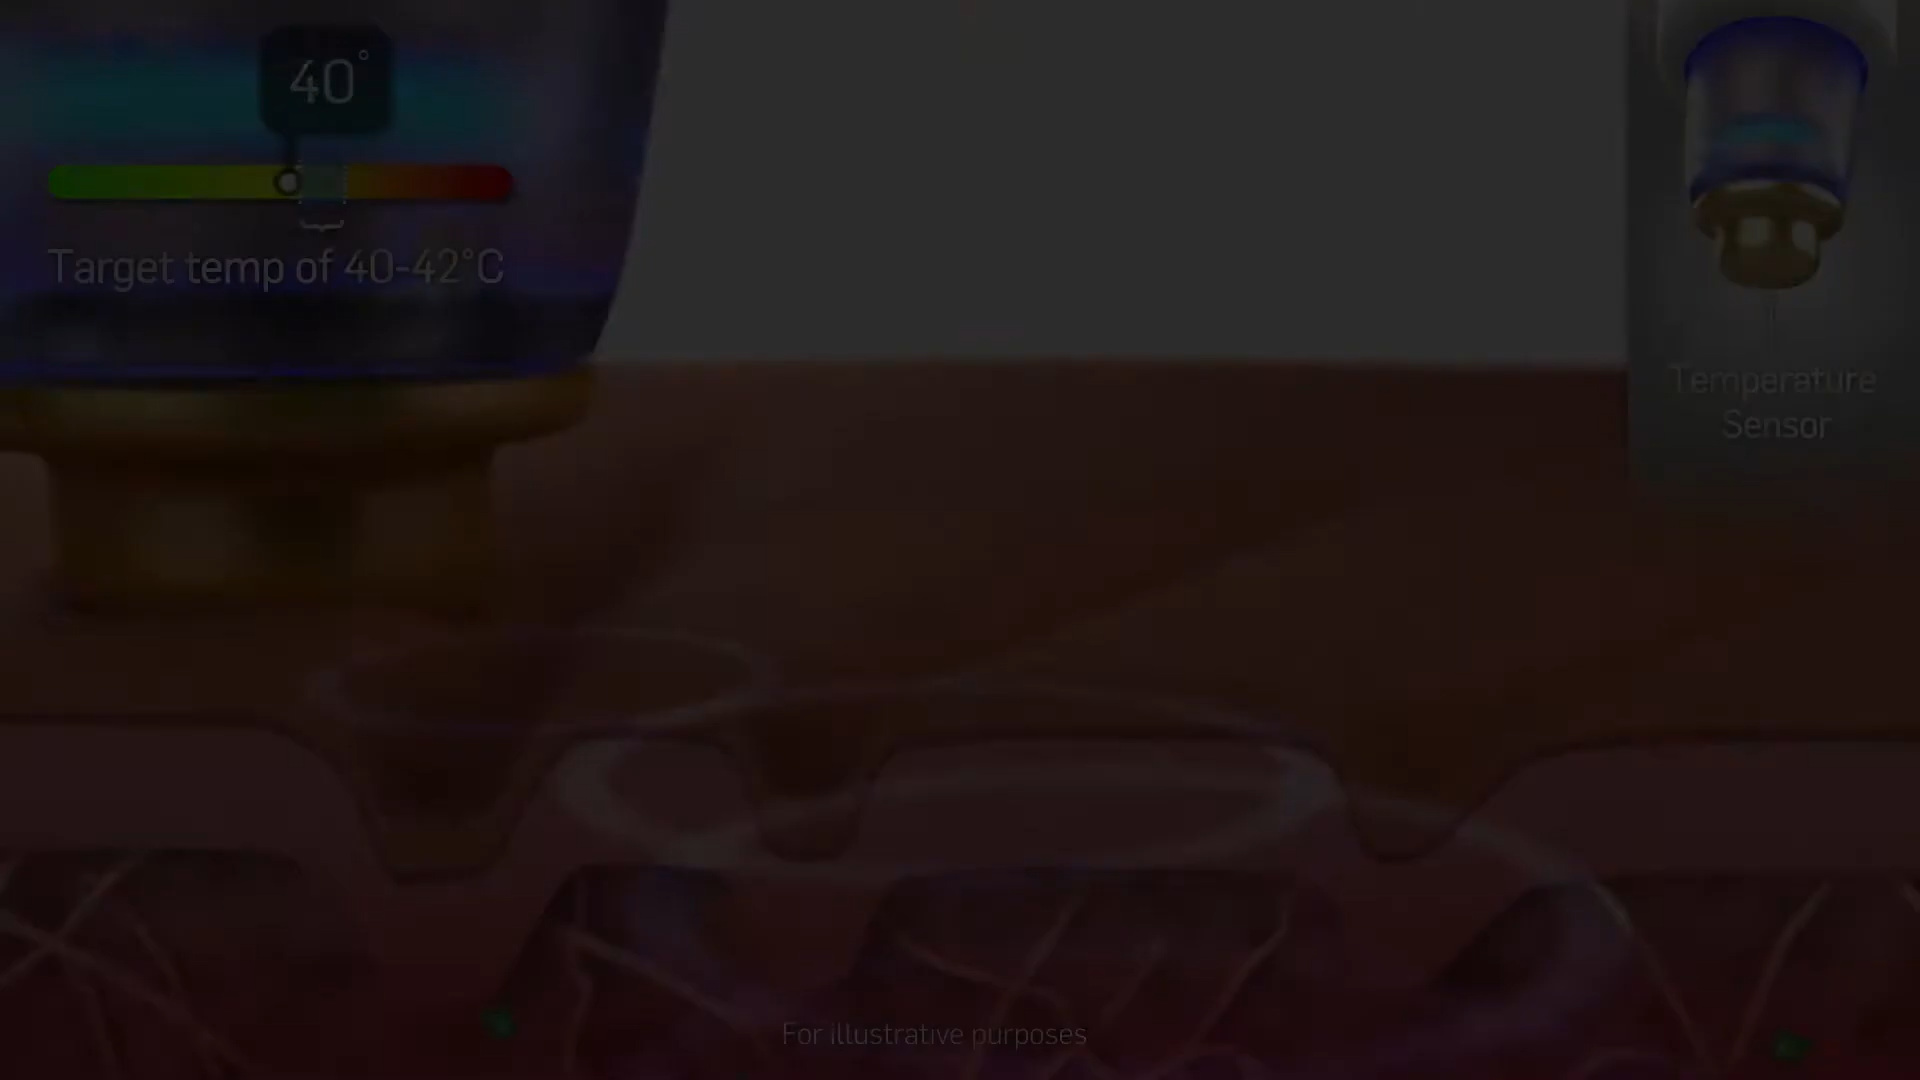 40°
Target temp of 40-42°C
Temperature
Sensor
For illustrative purposes